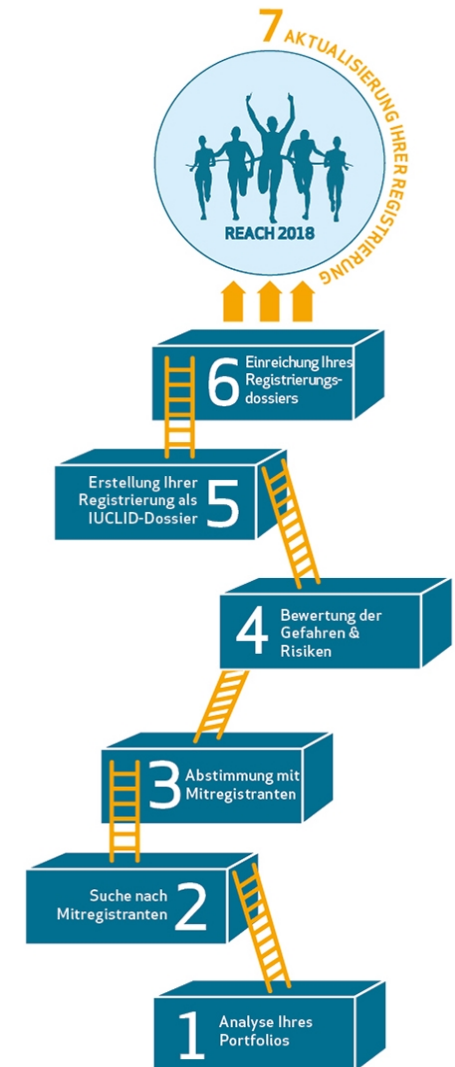 7 AKTUALISIERUNG IHRER REGISTRIERUNG
REACH 2018
6 Einreichung Ihres
Registrierungs-
dossiers
Erstellung Ihrer
Registrierung als
IUCLID-Dossier
5
4 Bewertung der
Gefahren &
Risiken
3 Abstimmung mit
Mitregistranten
Suche nach
Mitregistranten
2
1 Analyse Ihres
Portfolios